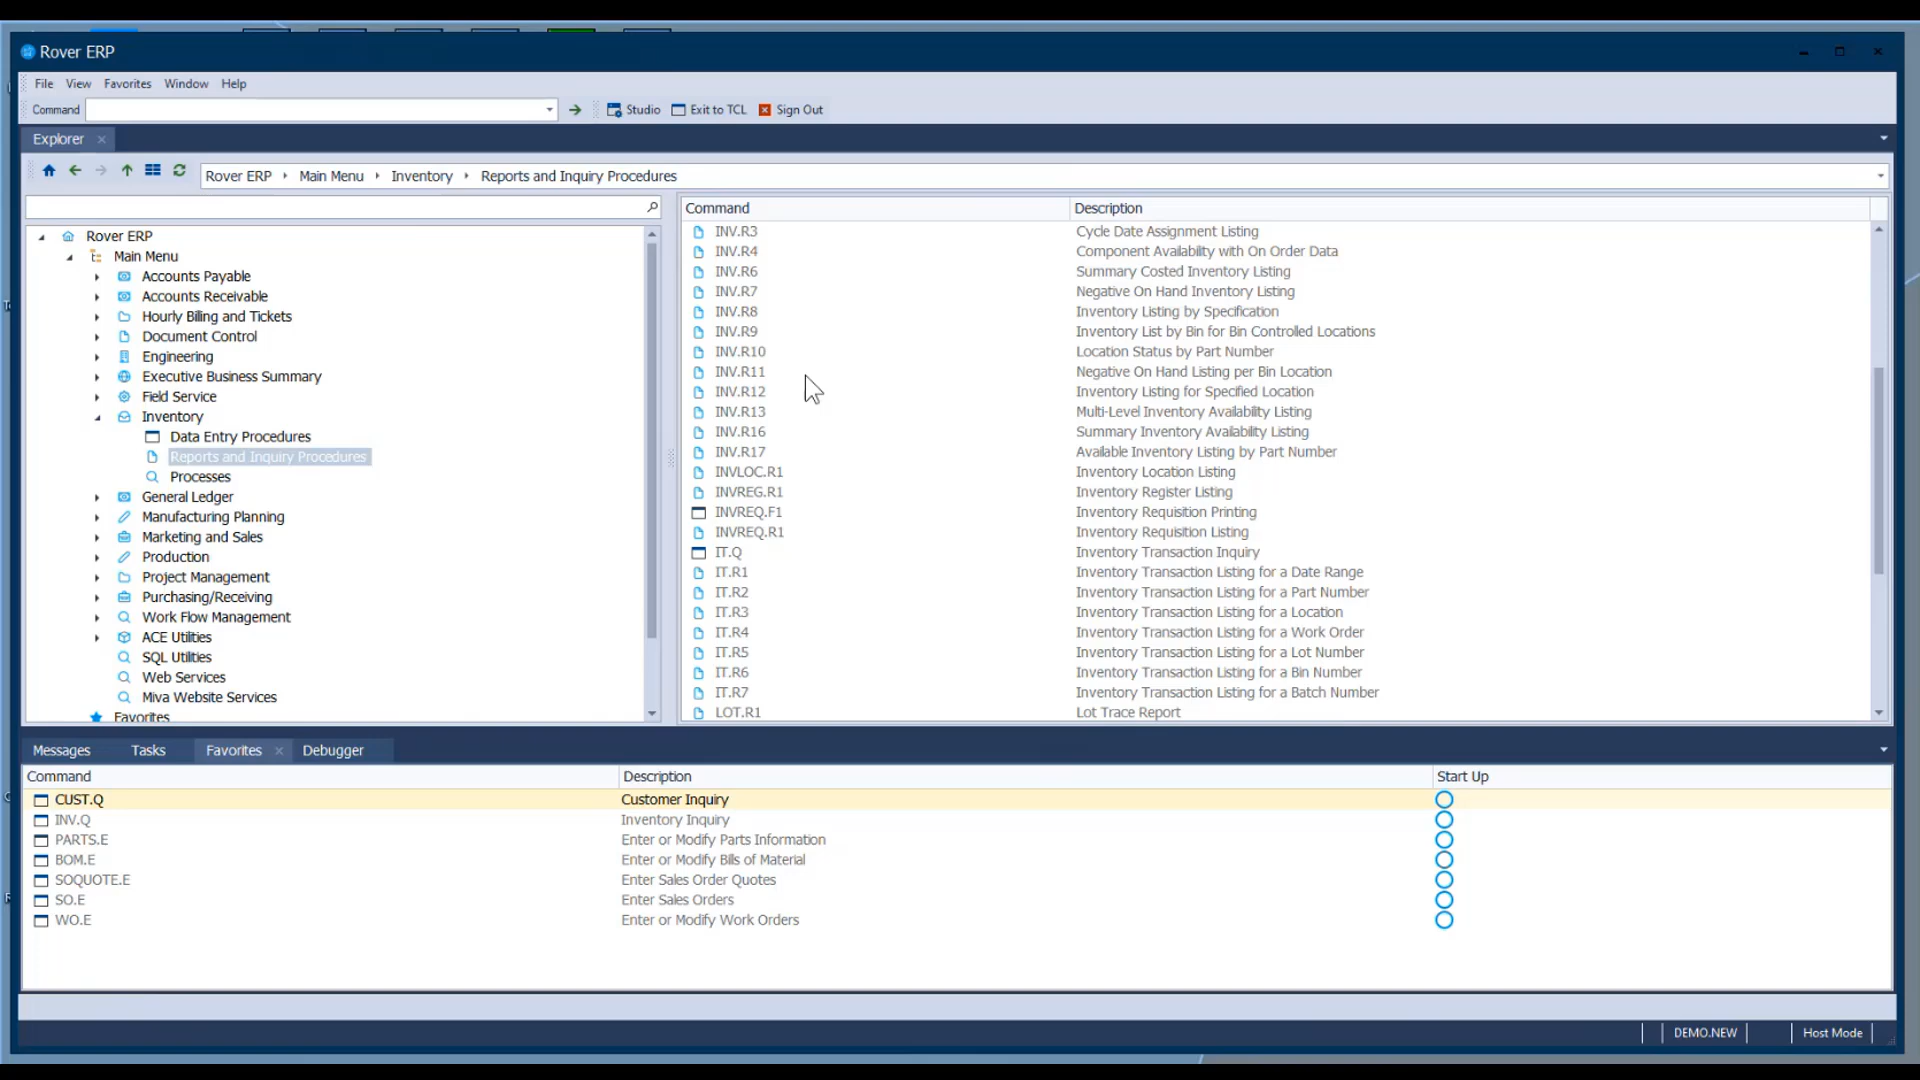 Rover ERP
File View Favorites Window Help
Command Studio Exit to TCL Sign Out
Explorer
Rover ERP Main Menu Inventory Reports and Inquiry Procedures
Rover ERP
Main Menu
Accounts Payable
Accounts Receivable
Hourly Billing and Tickets
Document Control
Engineering
Executive Business Summary
Field Service
Inventory
Data Entry Procedures
Reports and Inquiry Procedures
Processes
General Ledger
Manufacturing Planning
Marketing and Sales
Production
Project Management
Purchasing/Receiving
Work Flow Management
ACE Utilities
SQL Utilities
Web Services
Miva Website Services
Favorites
Command Description
INV.R3 Cycle Date Assignment Listing
INV.R4 Component Availability with On Order Data
INV.R6 Summary Costed Inventory Listing
INV.R7 Negative On Hand Inventory Listing
INV.R8 Inventory Listing by Specification
INV.R9 Inventory List by Bin for Bin Controlled Locations
INV.R10 Location Status by Part Number
INV.R11 Negative On Hand Listing per Bin Location
INV.R12 Inventory Listing for Specified Location
INV.R13 Multi-Level Inventory Availability Listing
INV.R16 Summary Inventory Availability Listing
INV.R17 Available Inventory Listing by Part Number
INVLOC.R1 Inventory Location Listing
INVREG.R1 Inventory Register Listing
INVREQ.F1 Inventory Requisition Printing
INVREQ.R1 Inventory Requisition Listing
IT.Q Inventory Transaction Inquiry
IT.R1 Inventory Transaction Listing for a Date Range
IT.R2 Inventory Transaction Listing for a Part Number
IT.R3 Inventory Transaction Listing for a Location
IT.R4 Inventory Transaction Listing for a Work Order
IT.R5 Inventory Transaction Listing for a Lot Number
IT.R6 Inventory Transaction Listing for a Bin Number
IT.R7 Inventory Transaction Listing for a Batch Number
LOT.R1 Lot Trace Report
Messages Tasks Favorites Debugger
Command Description Start Up
CUST.Q Customer Inquiry
INV.Q Inventory Inquiry
PARTS.E Enter or Modify Parts Information
BOM.E Enter or Modify Bills of Material
SOQUOTE.E Enter Sales Order Quotes
SO.E Enter Sales Orders
WO.E Enter or Modify Work Orders
DEMO.NEW Host Mode